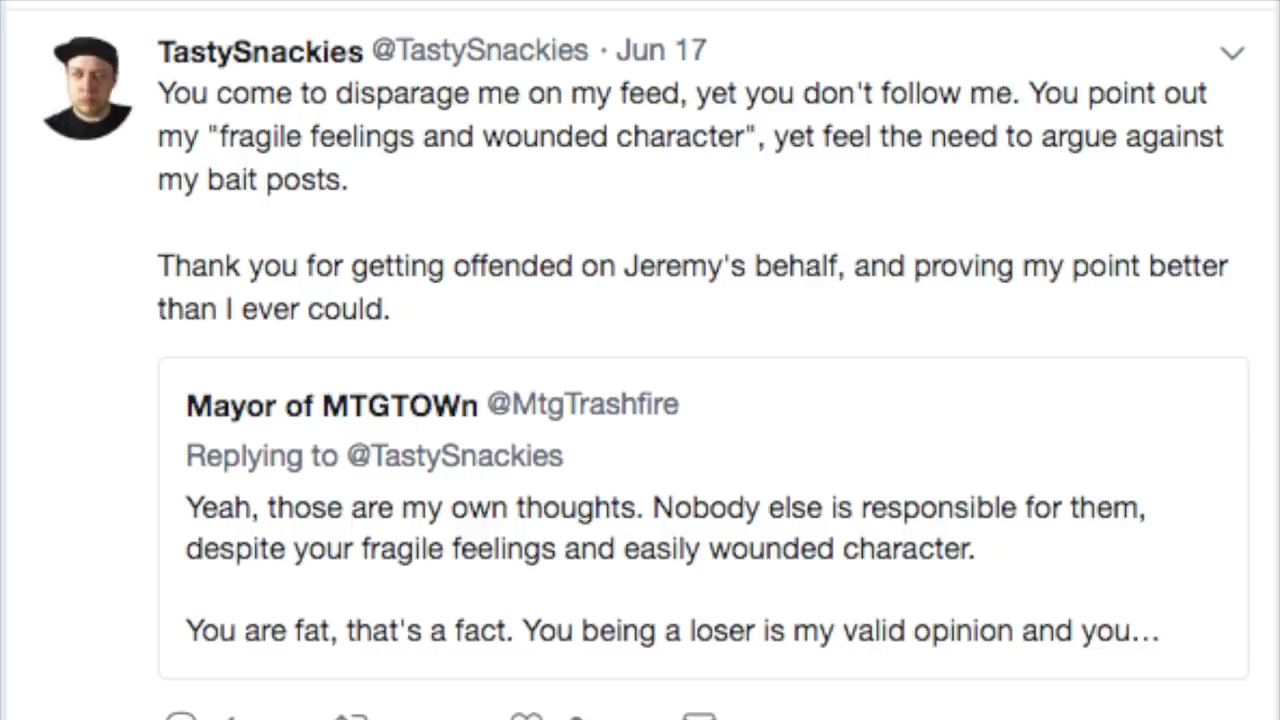 TastySnackies @TastySnackies · Jun 17
You come to disparage me on my feed, yet you don't follow me. You point out
my "fragile feelings and wounded character", yet feel the need to argue against
my bait posts.
Thank you for getting offended on Jeremy's behalf, and proving my point better
than I ever could.
Mayor of MTGTOWn @MtgTrashfire
Replying to @TastySnackies
Yeah, those are my own thoughts. Nobody else is responsible for them,
despite your fragile feelings and easily wounded character.
You are fat, that's a fact. You being a loser is my valid opinion and you...